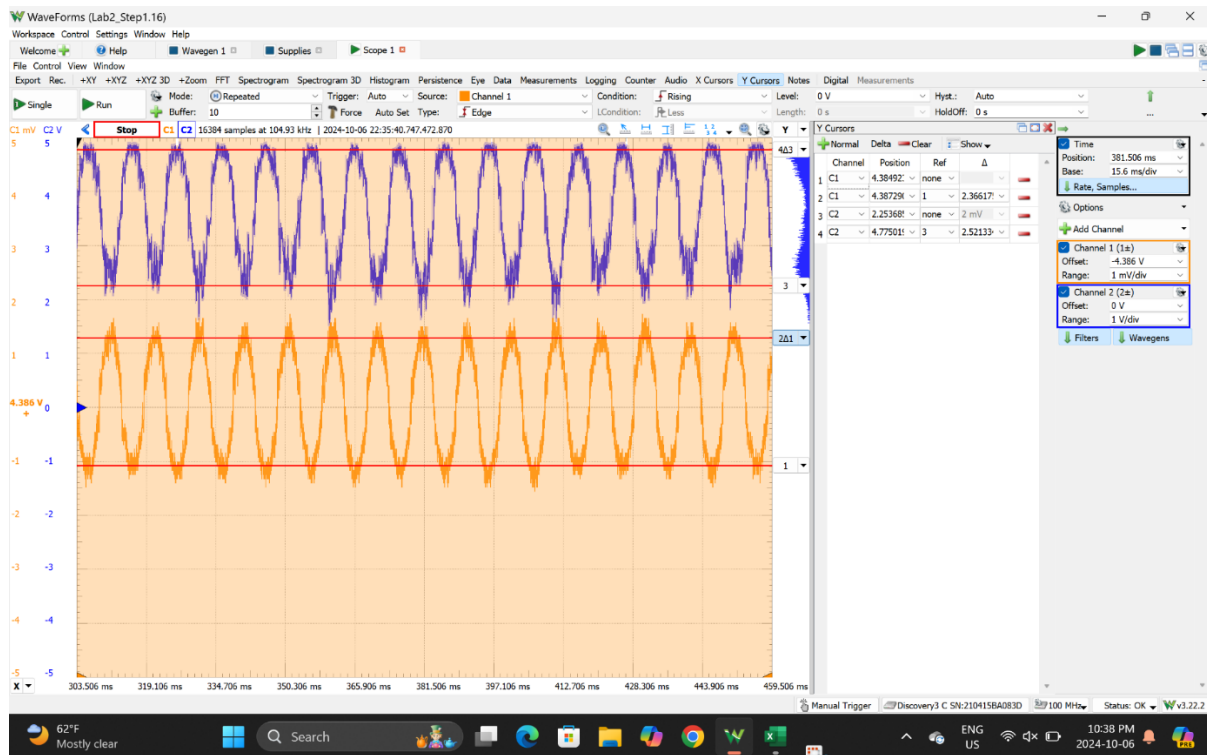 WaveForms (Lab2_Step1.16)
Workspace Control Settings Window Help
Welcome Help Wavegen 1 Supplies Scope 1
File Control View Window
Export Rec. +XY +XYZ +XYZ 3D +Zoom FFT Spectrogram Spectrogram 3D Histogram Persistence Eye Data Measurements Logging Counter Audio X Cursors Y Cursors Notes Digital Measurements
Single Run Mode: Repeated Trigger: Auto Source: Channel 1 Condition: Rising Level: 0 V Hyst.: Auto
Buffer: 10 Force Auto Set Type: Edge LCondition: Less Length: 0 s HoldOff: 0 s ...
C1 mV C2 V Stop C1 C2 16384 samples at 104.93 kHz | 2024-10-06 22:35:40.747.472.870 Y
5 5
4 4
3 3
2 2
1 1
4.386 V 0
-1 -1
-2 -2
-3 -3
-4 -4
-5 -5
4Δ3
3
2Δ1
1
X 303.506 ms 319.106 ms 334.706 ms 350.306 ms 365.906 ms 381.506 ms 397.106 ms 412.706 ms 428.306 ms 443.906 ms 459.506 ms
Y Cursors
Normal Delta Clear Show
Channel Position Ref Δ
1 C1 none
2 C1 4.38729( 1 2.36617
3 C2 none 2 mV
4 C2 3 2.52133
Time
Position: 381.506 ms
Base: 15.6 ms/div
Rate, Samples...
Options
Add Channel
Channel 1 (1±)
Offset: -4.386 V
Range: 1 mV/div
Channel 2 (2±)
Offset: 0 V
Range: 1 V/div
Filters Wavegens
Manual Trigger Discovery3 C SN:210415BA083D 100 MHz Status: OK v3.22.2
62°F
Mostly clear
Search
ENG
US
10:38 PM
2024-10-06